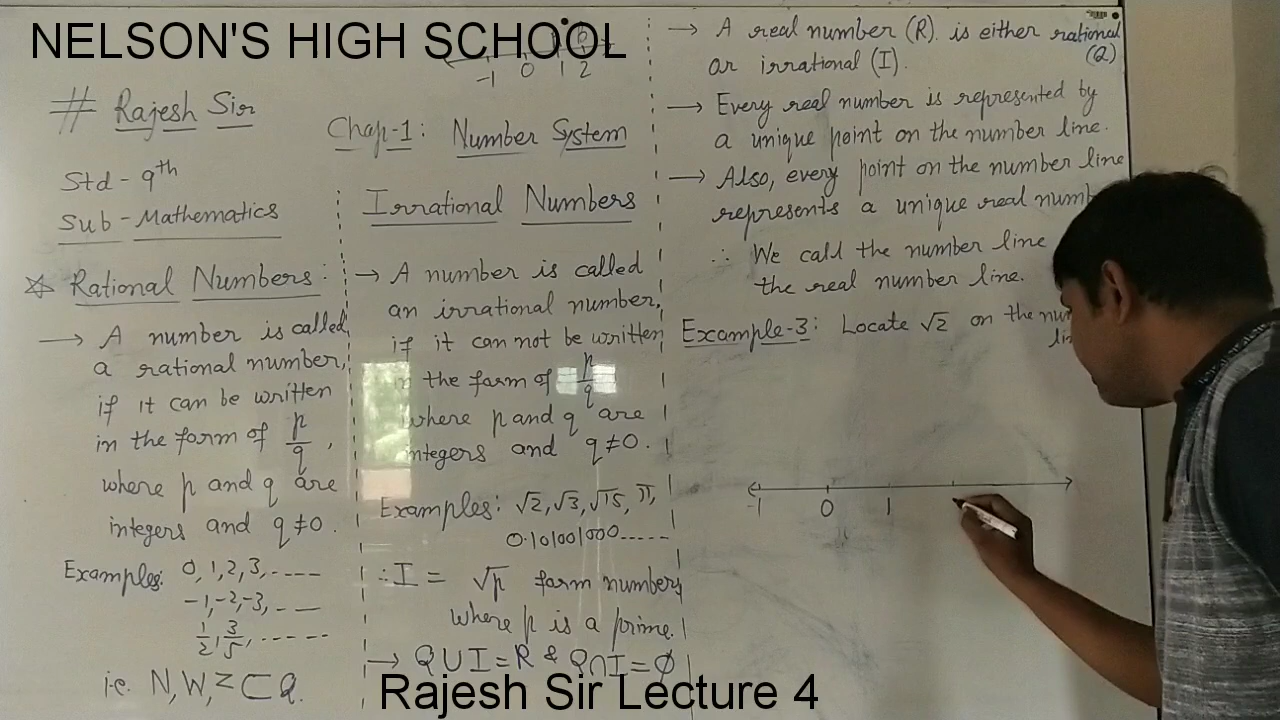 NELSON'S HIGH SCHOOL
-1 0 1 2
# Rajesh Sir
Chap-1: Number System
Std - 9th
Sub - Mathematics
☆ Rational Numbers:
→ A number is called
a rational number,
if it can be written
in the form of p/q,
where p and q are
integers and q≠0.
Examples: 0, 1, 2, 3, ----
-1, -2, -3, ---
1/2, 3/5, ------
i.e. N, W, Z ⊂ Q.
Irrational Numbers
→ A number is called
an irrational number,
if it can not be written
in the form of p/q
where p and q are
integers and q≠0.
Examples: √2, √3, √15, π,
0.101001000-----
∴ I = √p form numbers
where p is a prime.
→ Q∪I = R & Q∩I = ∅
→ A real number (R) is either rational (Q)
or irrational (I).
→ Every real number is represented by
a unique point on the number line.
→ Also, every point on the number line
represents a unique real
∴ We call the number line
the real number line.
Example-3: Locate √2 on the
-1 0 1
Rajesh Sir Lecture 4